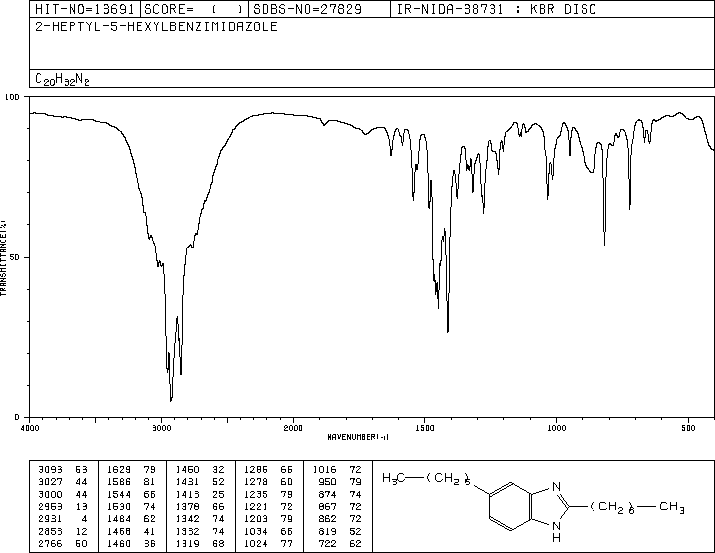 HIT-NO=13691 SCORE= ( ) SDBS-NO=27829 IR-NIDA-38731 : KBR DISC
2-HEPTYL-5-HEXYLBENZIMIDAZOLE
C20H32N2
100
50
0
TRANSMITTANCE(%)
4000 3000 2000 1500 1000 500
WAVENUMBER(-1)
3093 63 1629 79 1460 32 1286 66 1016 72
3027 44 1586 81 1431 52 1278 60 950 79
3000 44 1544 66 1413 25 1235 79 874 74
2959 13 1530 74 1378 66 1221 72 867 72
2931 4 1484 62 1342 74 1203 79 862 72
2853 12 1468 41 1332 74 1034 66 819 52
2766 60 1460 36 1319 68 1024 77 722 62
H3C—(CH2)5
N
(CH2)6—CH3
N
H